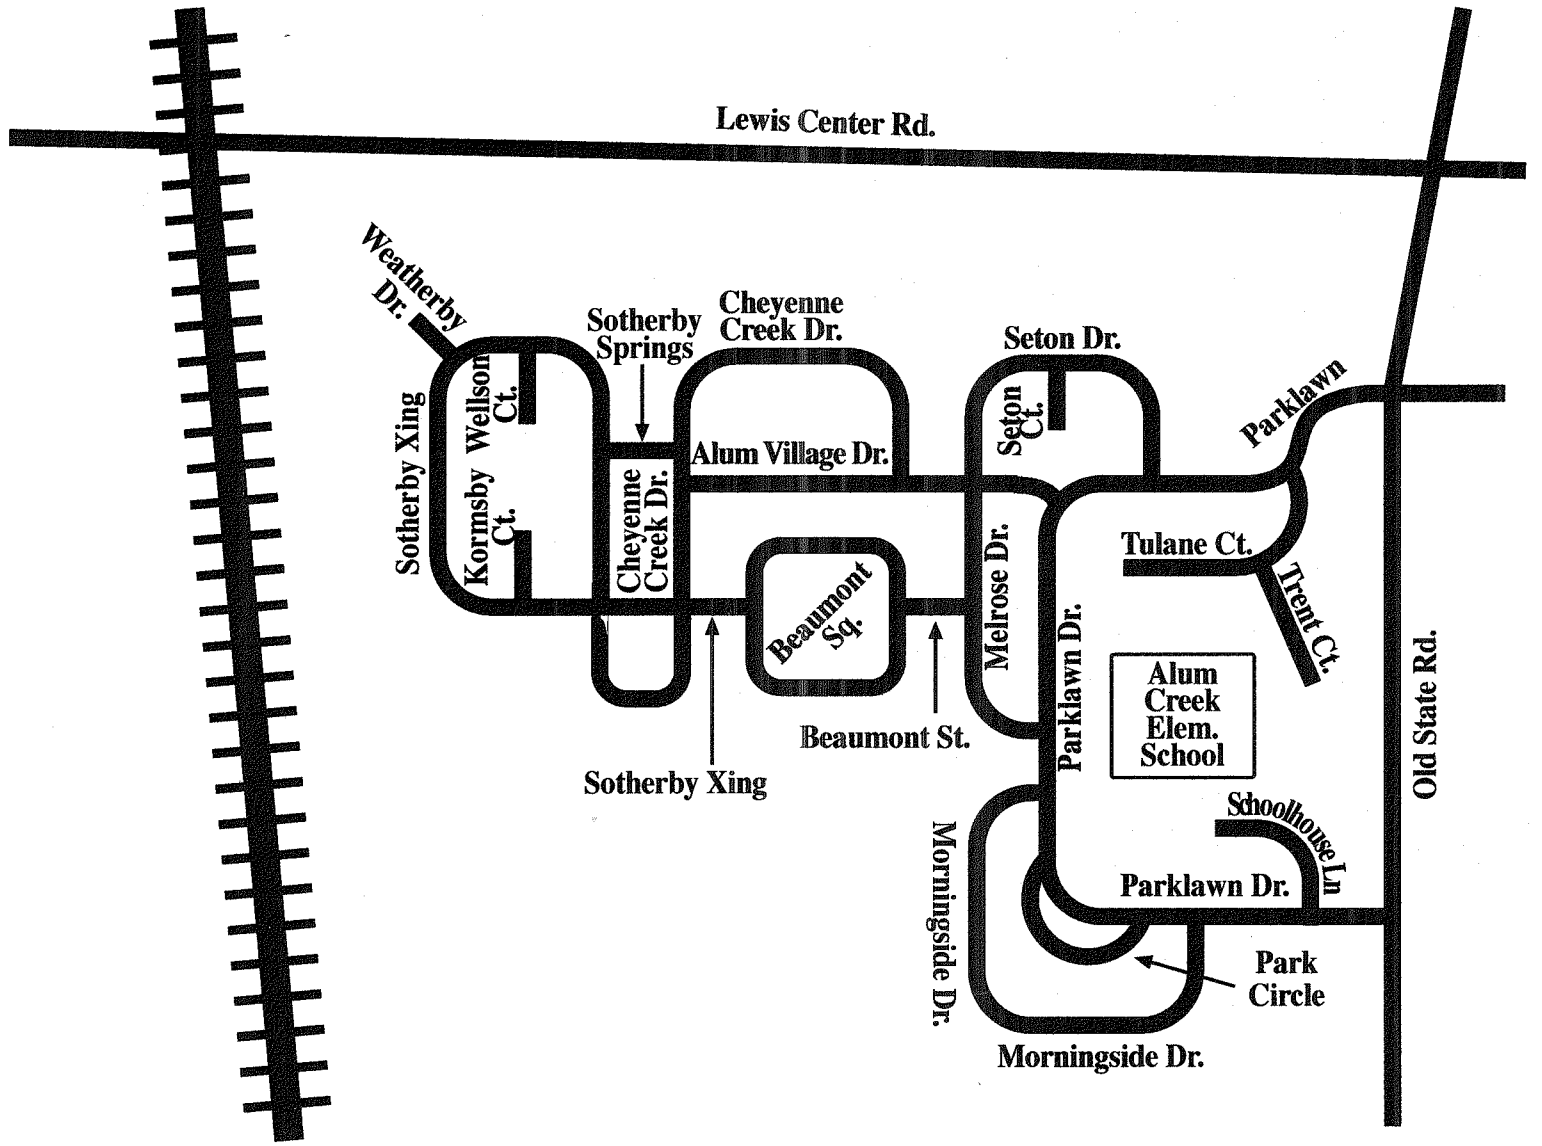 Lewis Center Rd.
Weatherby
Dr.
Sotherby
Springs
Cheyenne
Creek Dr.
Seton Dr.
Seton
Ct.
Parklawn
Sotherby Xing
Wellson
Ct.
Kormsby
Ct.
Alum Village Dr.
Cheyenne
Creek Dr.
Beaumont
Sq.
Melrose Dr.
Tulane Ct.
Trent Ct.
Parklawn Dr.
Alum
Creek
Elem.
School
Old State Rd.
Beaumont St.
Sotherby Xing
Schoolhouse Ln
Morningside Dr.
Parklawn Dr.
Park
Circle
Morningside Dr.